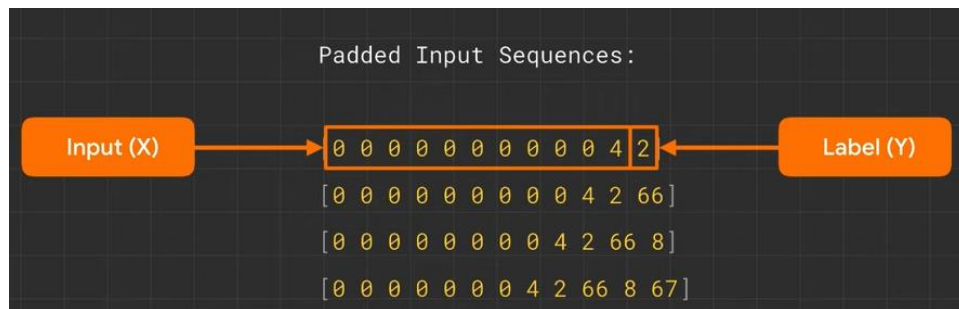 Padded Input Sequences:
Input (X) 0 0 0 0 0 0 0 0 0 0 4 2 Label (Y)
[0 0 0 0 0 0 0 0 0 4 2 66]
[0 0 0 0 0 0 0 0 4 2 66 8]
[0 0 0 0 0 0 0 4 2 66 8 67]